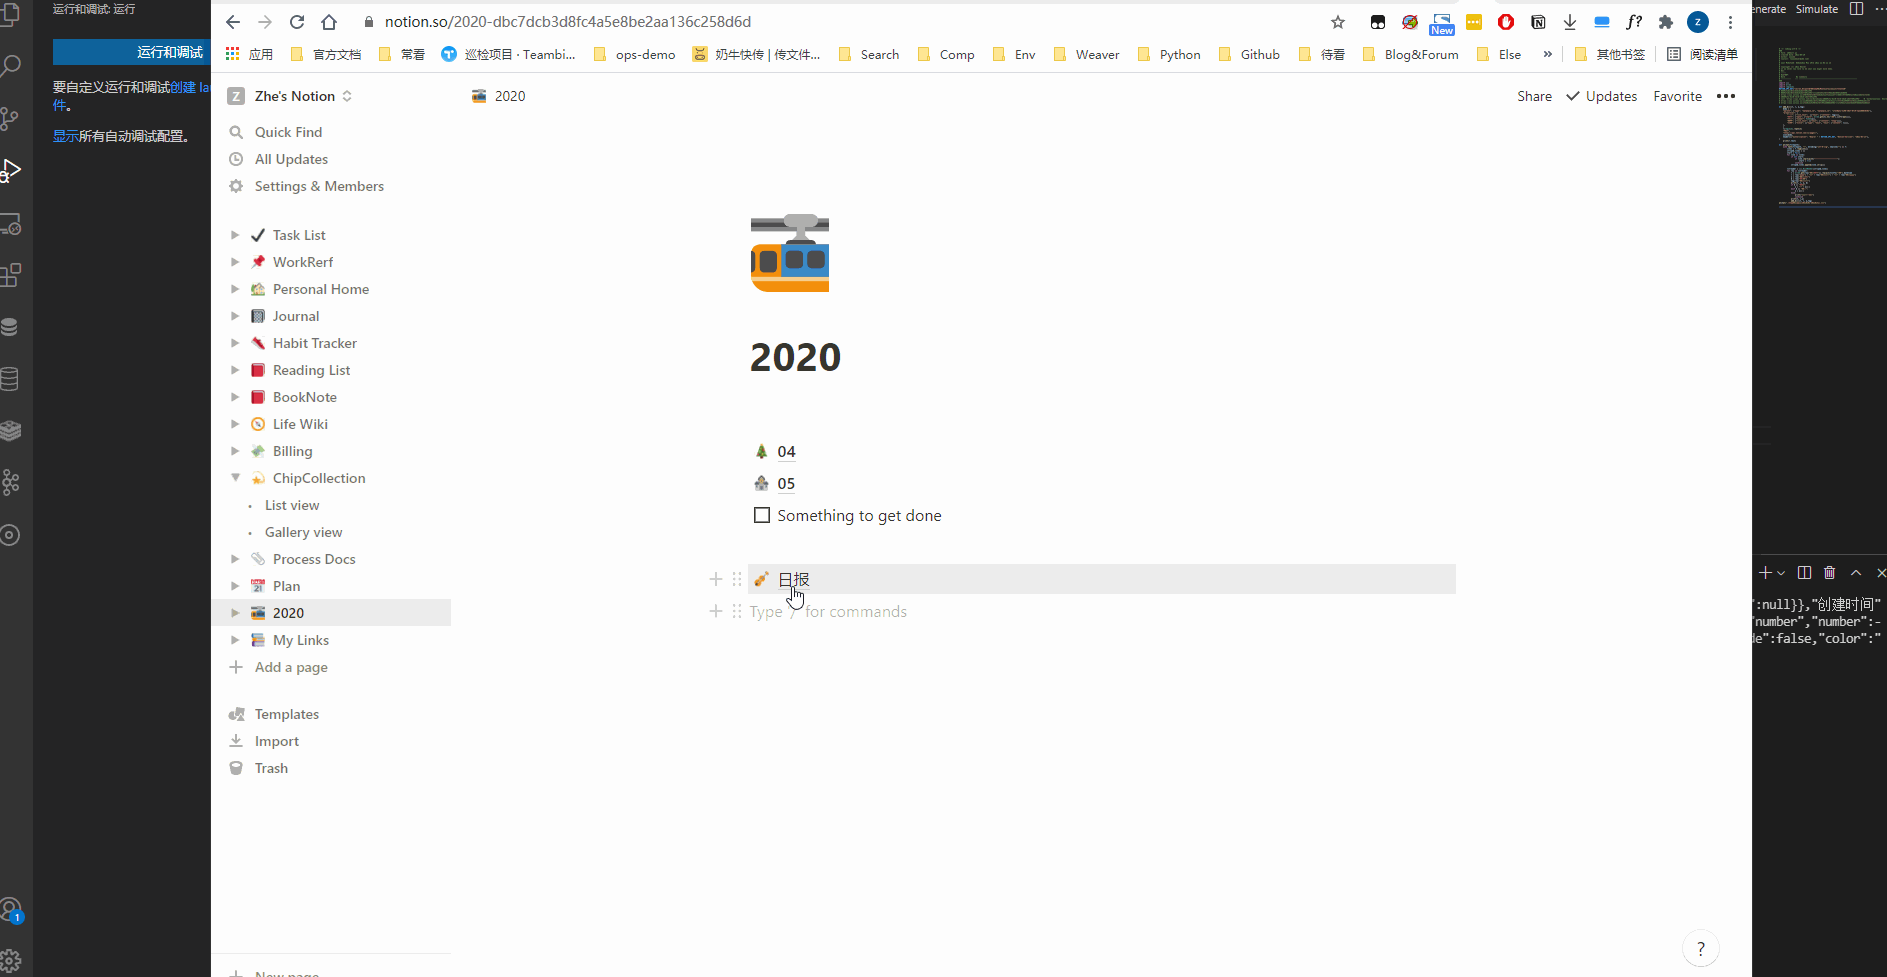 运行和调试: 运行
运行和调试
要自定义运行和调试创建 la
件。
显示所有自动调试配置。
notion.so/2020-dbc7dcb3d8fc4a5e8be2aa136c258d6d
New
f?
Z
应用
官方文档
常看
巡检项目 · Teambi...
ops-demo
奶牛快传 | 传文件...
Search
Comp
Env
Weaver
Python
Github
待看
Blog&Forum
Else
»
其他书签
阅读清单
Z Zhe's Notion
2020
Share
Updates
Favorite
Quick Find
All Updates
Settings & Members
Task List
WorkRerf
Personal Home
Journal
Habit Tracker
Reading List
BookNote
Life Wiki
Billing
ChipCollection
List view
Gallery view
Process Docs
Plan
2020
My Links
Add a page
Templates
Import
Trash
New page
2020
04
05
Something to get done
日报
Type '/' for commands
?
enerate Simulate
":null}},"创建时间"
"number","number":-
de":false,"color":"
1